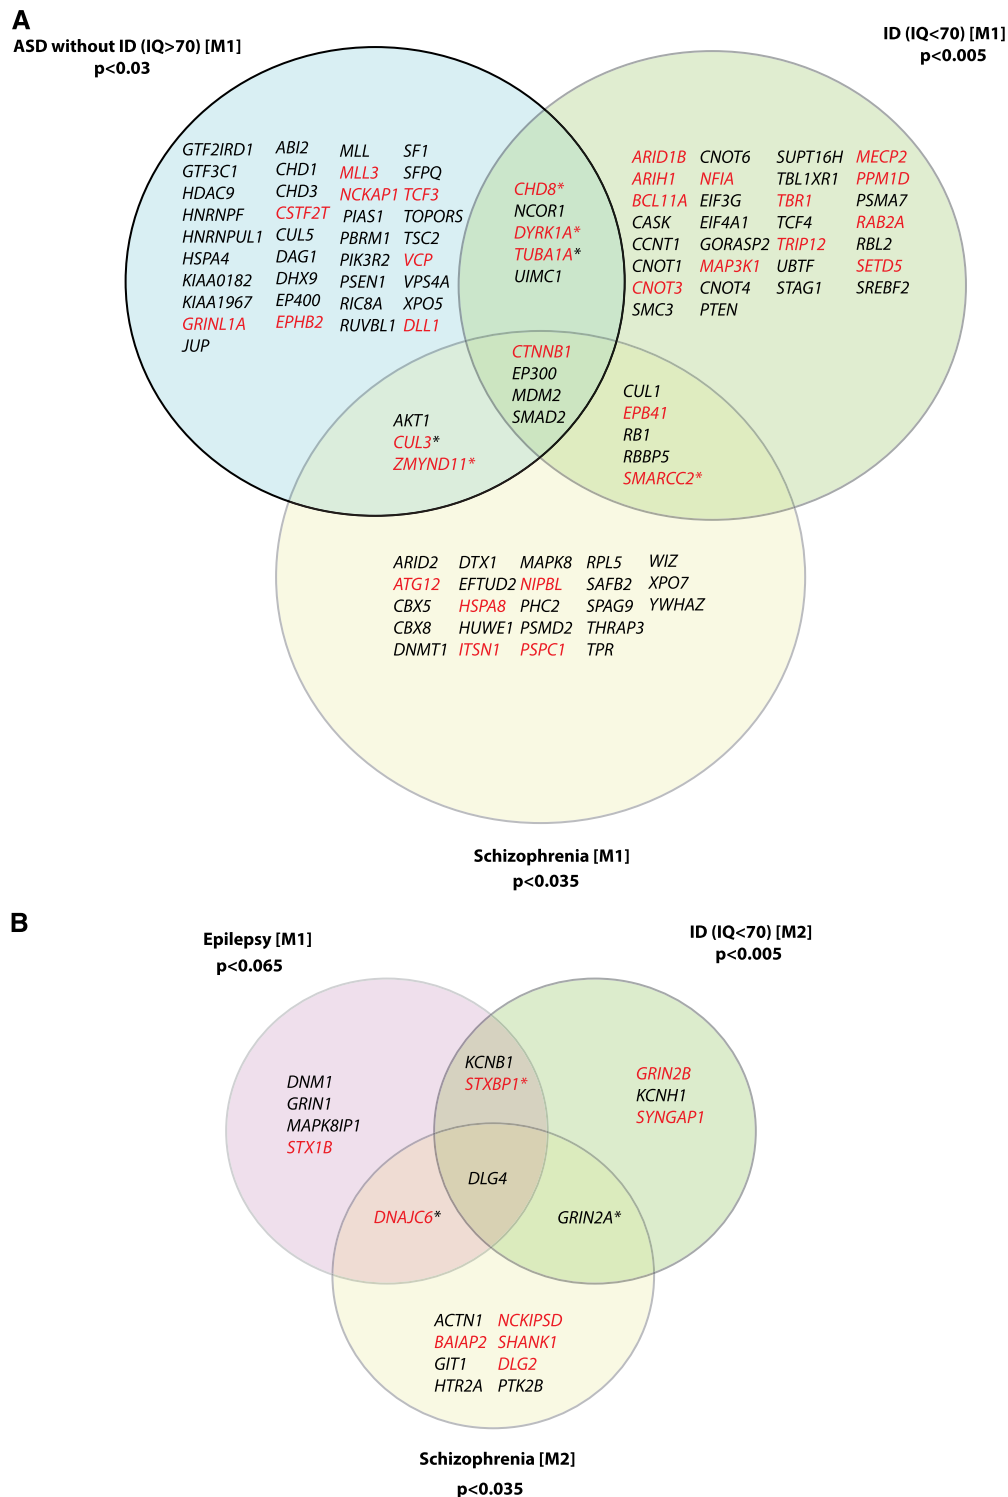 A
ASD without ID (IQ>70) [M1]
p<0.03
ID (IQ<70) [M1]
p<0.005
GTF2IRD1
GTF3C1
HDAC9
HNRNPF
HNRNPUL1
HSPA4
KIAA0182
KIAA1967
GRINL1A
JUP
ABI2
CHD1
CHD3
CSTF2T
CUL5
DAG1
DHX9
EP400
EPHB2
MLL
MLL3
NCKAP1
PIAS1
PBRM1
PIK3R2
PSEN1
RIC8A
RUVBL1
SF1
SFPQ
TCF3
TOPORS
TSC2
VCP
VPS4A
XPO5
DLL1
CHD8*
NCOR1
DYRK1A*
TUBA1A*
UIMC1
ARID1B
ARIH1
BCL11A
CASK
CCNT1
CNOT1
CNOT3
SMC3
CNOT6
NFIA
EIF3G
EIF4A1
GORASP2
MAP3K1
CNOT4
PTEN
SUPT16H
TBL1XR1
TBR1
TCF4
TRIP12
UBTF
STAG1
MECP2
PPM1D
PSMA7
RAB2A
RBL2
SETD5
SREBF2
CTNNB1
EP300
MDM2
SMAD2
AKT1
CUL3*
ZMYND11*
CUL1
EPB41
RB1
RBBP5
SMARCC2*
ARID2
ATG12
CBX5
CBX8
DNMT1
DTX1
EFTUD2
HSPA8
HUWE1
ITSN1
MAPK8
NIPBL
PHC2
PSMD2
PSPC1
RPL5
SAFB2
SPAG9
THRAP3
TPR
WIZ
XPO7
YWHAZ
Schizophrenia [M1]
p<0.035
B
Epilepsy [M1]
p<0.065
ID (IQ<70) [M2]
p<0.005
DNM1
GRIN1
MAPK8IP1
STX1B
KCNB1
STXBP1*
GRIN2B
KCNH1
SYNGAP1
DLG4
DNAJC6*
GRIN2A*
ACTN1
BAIAP2
GIT1
HTR2A
NCKIPSD
SHANK1
DLG2
PTK2B
Schizophrenia [M2]
p<0.035